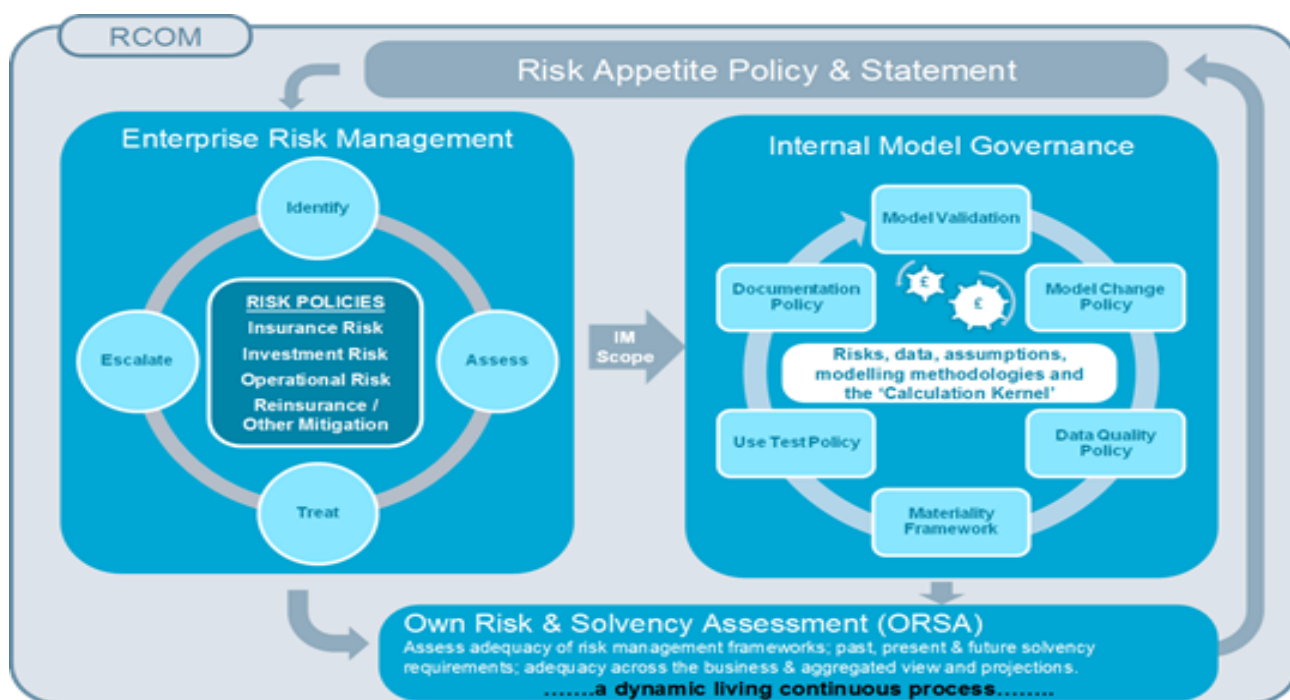 RCOM
Risk Appetite Policy & Statement
Enterprise Risk Management
Identify
RISK POLICIES
Insurance Risk
Investment Risk
Operational Risk
Reinsurance /
Other Mitigation
Escalate
Assess
Treat
IM
Scope
Internal Model Governance
Model Validation
Documentation
Policy
£
£
Model Change
Policy
Risks, data, assumptions,
modelling methodologies and
the ‘Calculation Kernel’
Use Test Policy
Data Quality
Policy
Materiality
Framework
Own Risk & Solvency Assessment (ORSA)
Assess adequacy of risk management frameworks; past, present & future solvency
requirements; adequacy across the business & aggregated view and projections.
.......a dynamic living continuous process........